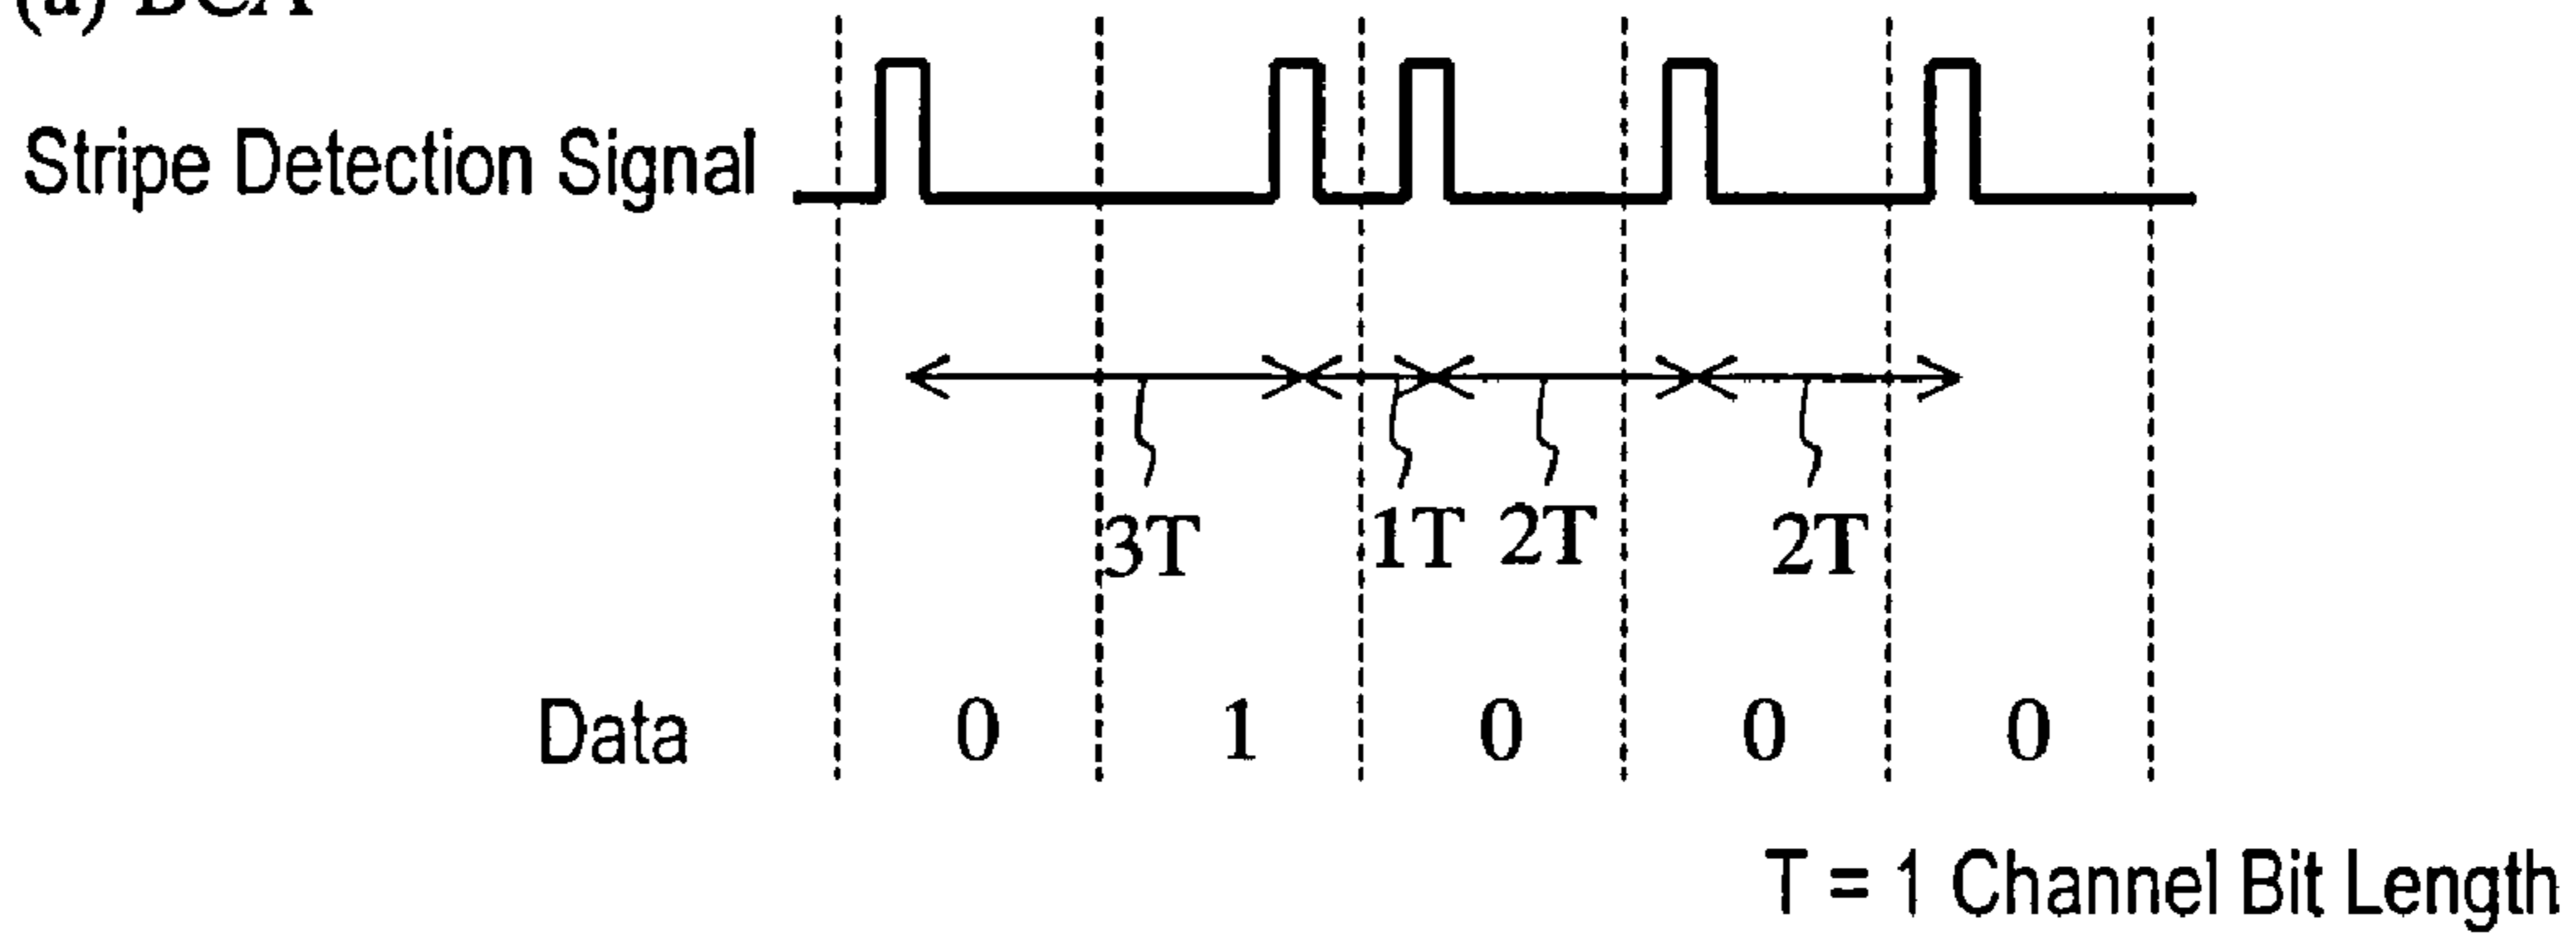 (a) BCA
Stripe Detection Signal
3T 1T 2T 2T
Data 0 1 0 0 0
T = 1 Channel Bit Length